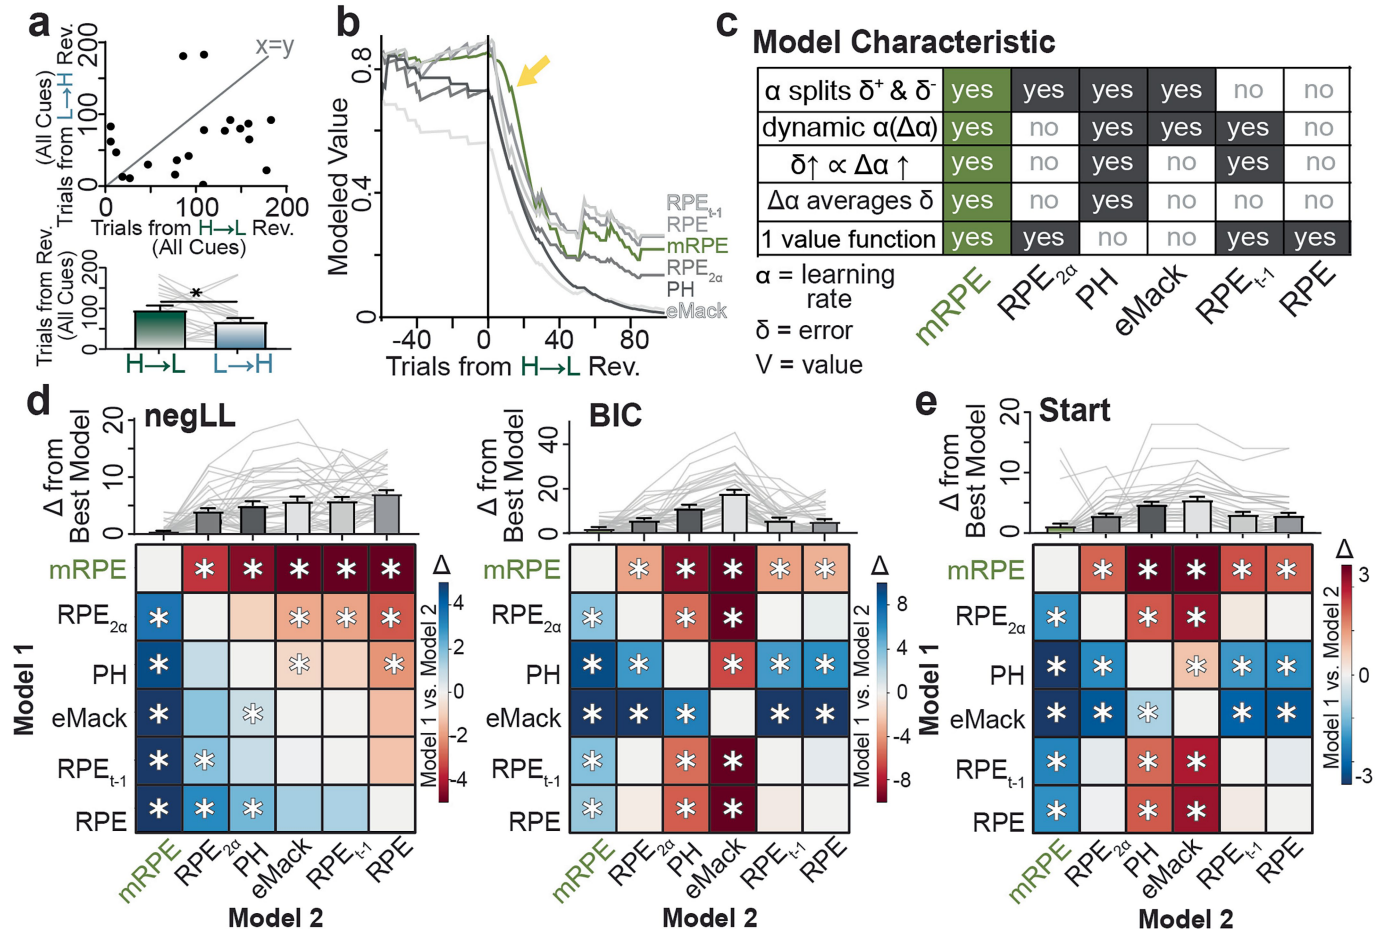 a
200
100
0
Trials from L→H Rev.
(All Cues)
x=y
0
100
200
Trials from H→L Rev.
(All Cues)
200
100
0
Trials from Rev.
(All Cues)
*
H→L
L→H
b
0.8
0.4
0
Modeled Value
-40
0
40
80
Trials from H→L Rev.
RPEt-1
RPE
mRPE
RPE2α
PH
eMack
c
Model Characteristic
α splits δ+ & δ- yes yes yes yes no no
dynamic α(Δα) yes no yes yes yes no
δ↑ ∝ Δα ↑ yes no yes no yes no
Δα averages δ yes no yes no no no
1 value function yes yes no no yes yes
mRPE
RPE2α
PH
eMack
RPEt-1
RPE
α = learning
rate
δ = error
V = value
d
negLL
20
10
0
Δ from
Best Model
mRPE * * * * *
RPE2α * * * *
PH * * *
eMack * *
RPEt-1 * *
RPE * * *
Model 1
mRPE
RPE2α
PH
eMack
RPEt-1
RPE
Model 2
Δ
4
2
0
-2
-4
Model 1 vs. Model 2
BIC
40
20
0
Δ from
Best Model
mRPE * * * * *
RPE2α * * *
PH * * * * *
eMack * * * * *
RPEt-1 * * *
RPE * * *
mRPE
RPE2α
PH
eMack
RPEt-1
RPE
Model 2
Δ
8
4
0
-4
-8
Model 1 vs. Model 2
e
Start
20
10
0
Δ from
Best Model
mRPE * * * * *
RPE2α * * *
PH * * * * *
eMack * * * * *
RPEt-1 * * *
RPE * * *
Model 1
mRPE
RPE2α
PH
eMack
RPEt-1
RPE
Model 2
Δ
3
0
-3
Model 1 vs. Model 2